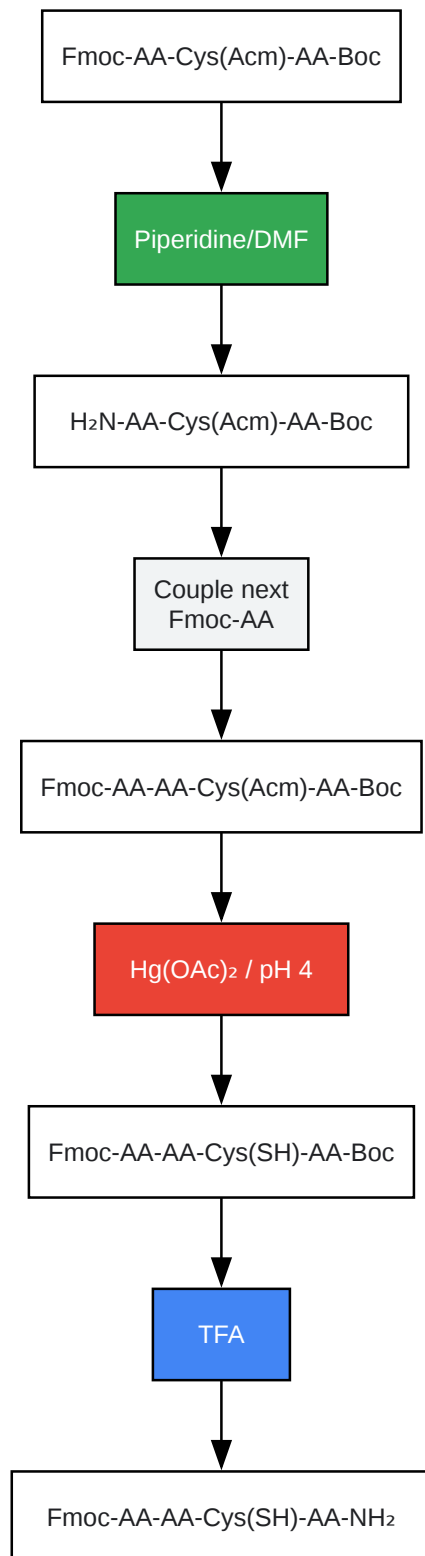 Fmoc-AA-Cys(Acm)-AA-Boc
Piperidine/DMF
H₂N-AA-Cys(Acm)-AA-Boc
Couple next
Fmoc-AA
Fmoc-AA-AA-Cys(Acm)-AA-Boc
Hg(OAc)₂ / pH 4
Fmoc-AA-AA-Cys(SH)-AA-Boc
TFA
Fmoc-AA-AA-Cys(SH)-AA-NH₂